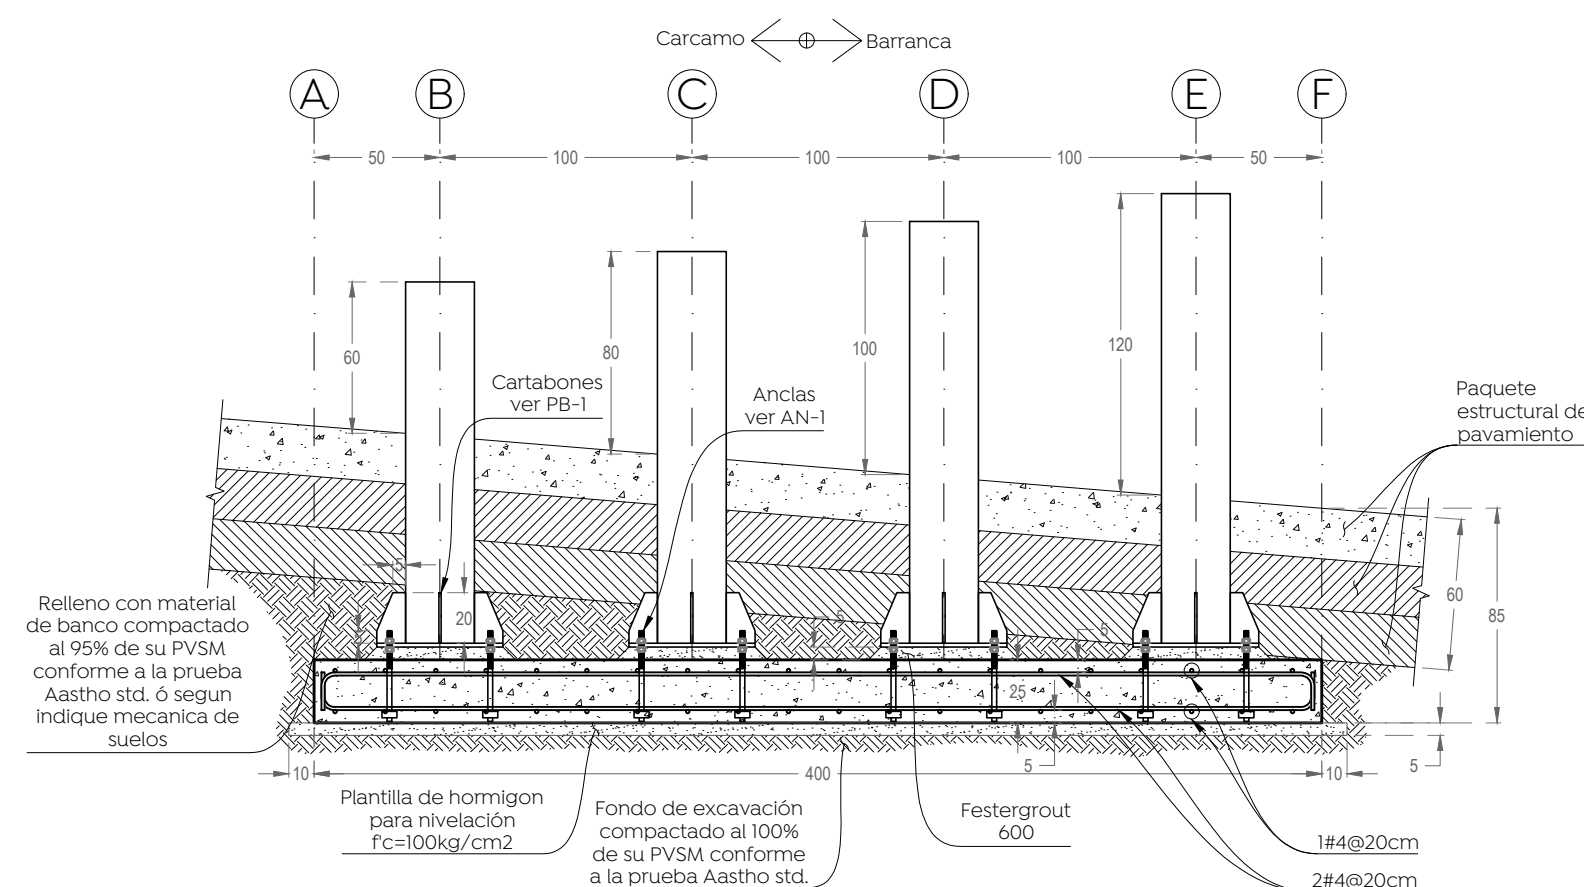 Carcamo
Barranca
A
B
C
D
E
F
50
100
100
100
50
60
80
100
120
Cartabones
ver PB-1
Anclas
ver AN-1
Paquete
estructural de
pavamiento
15
20
5
5
25
5
60
85
5
Relleno con material
de banco compactado
al 95% de su PVSM
conforme a la prueba
Aastho std. ó segun
indique mecanica de
suelos
10
400
10
Plantilla de hormigon
para nivelación
f'c=100kg/cm2
Fondo de excavación
compactado al 100%
de su PVSM conforme
a la prueba Aastho std.
Festergrout
600
1#4@20cm
2#4@20cm